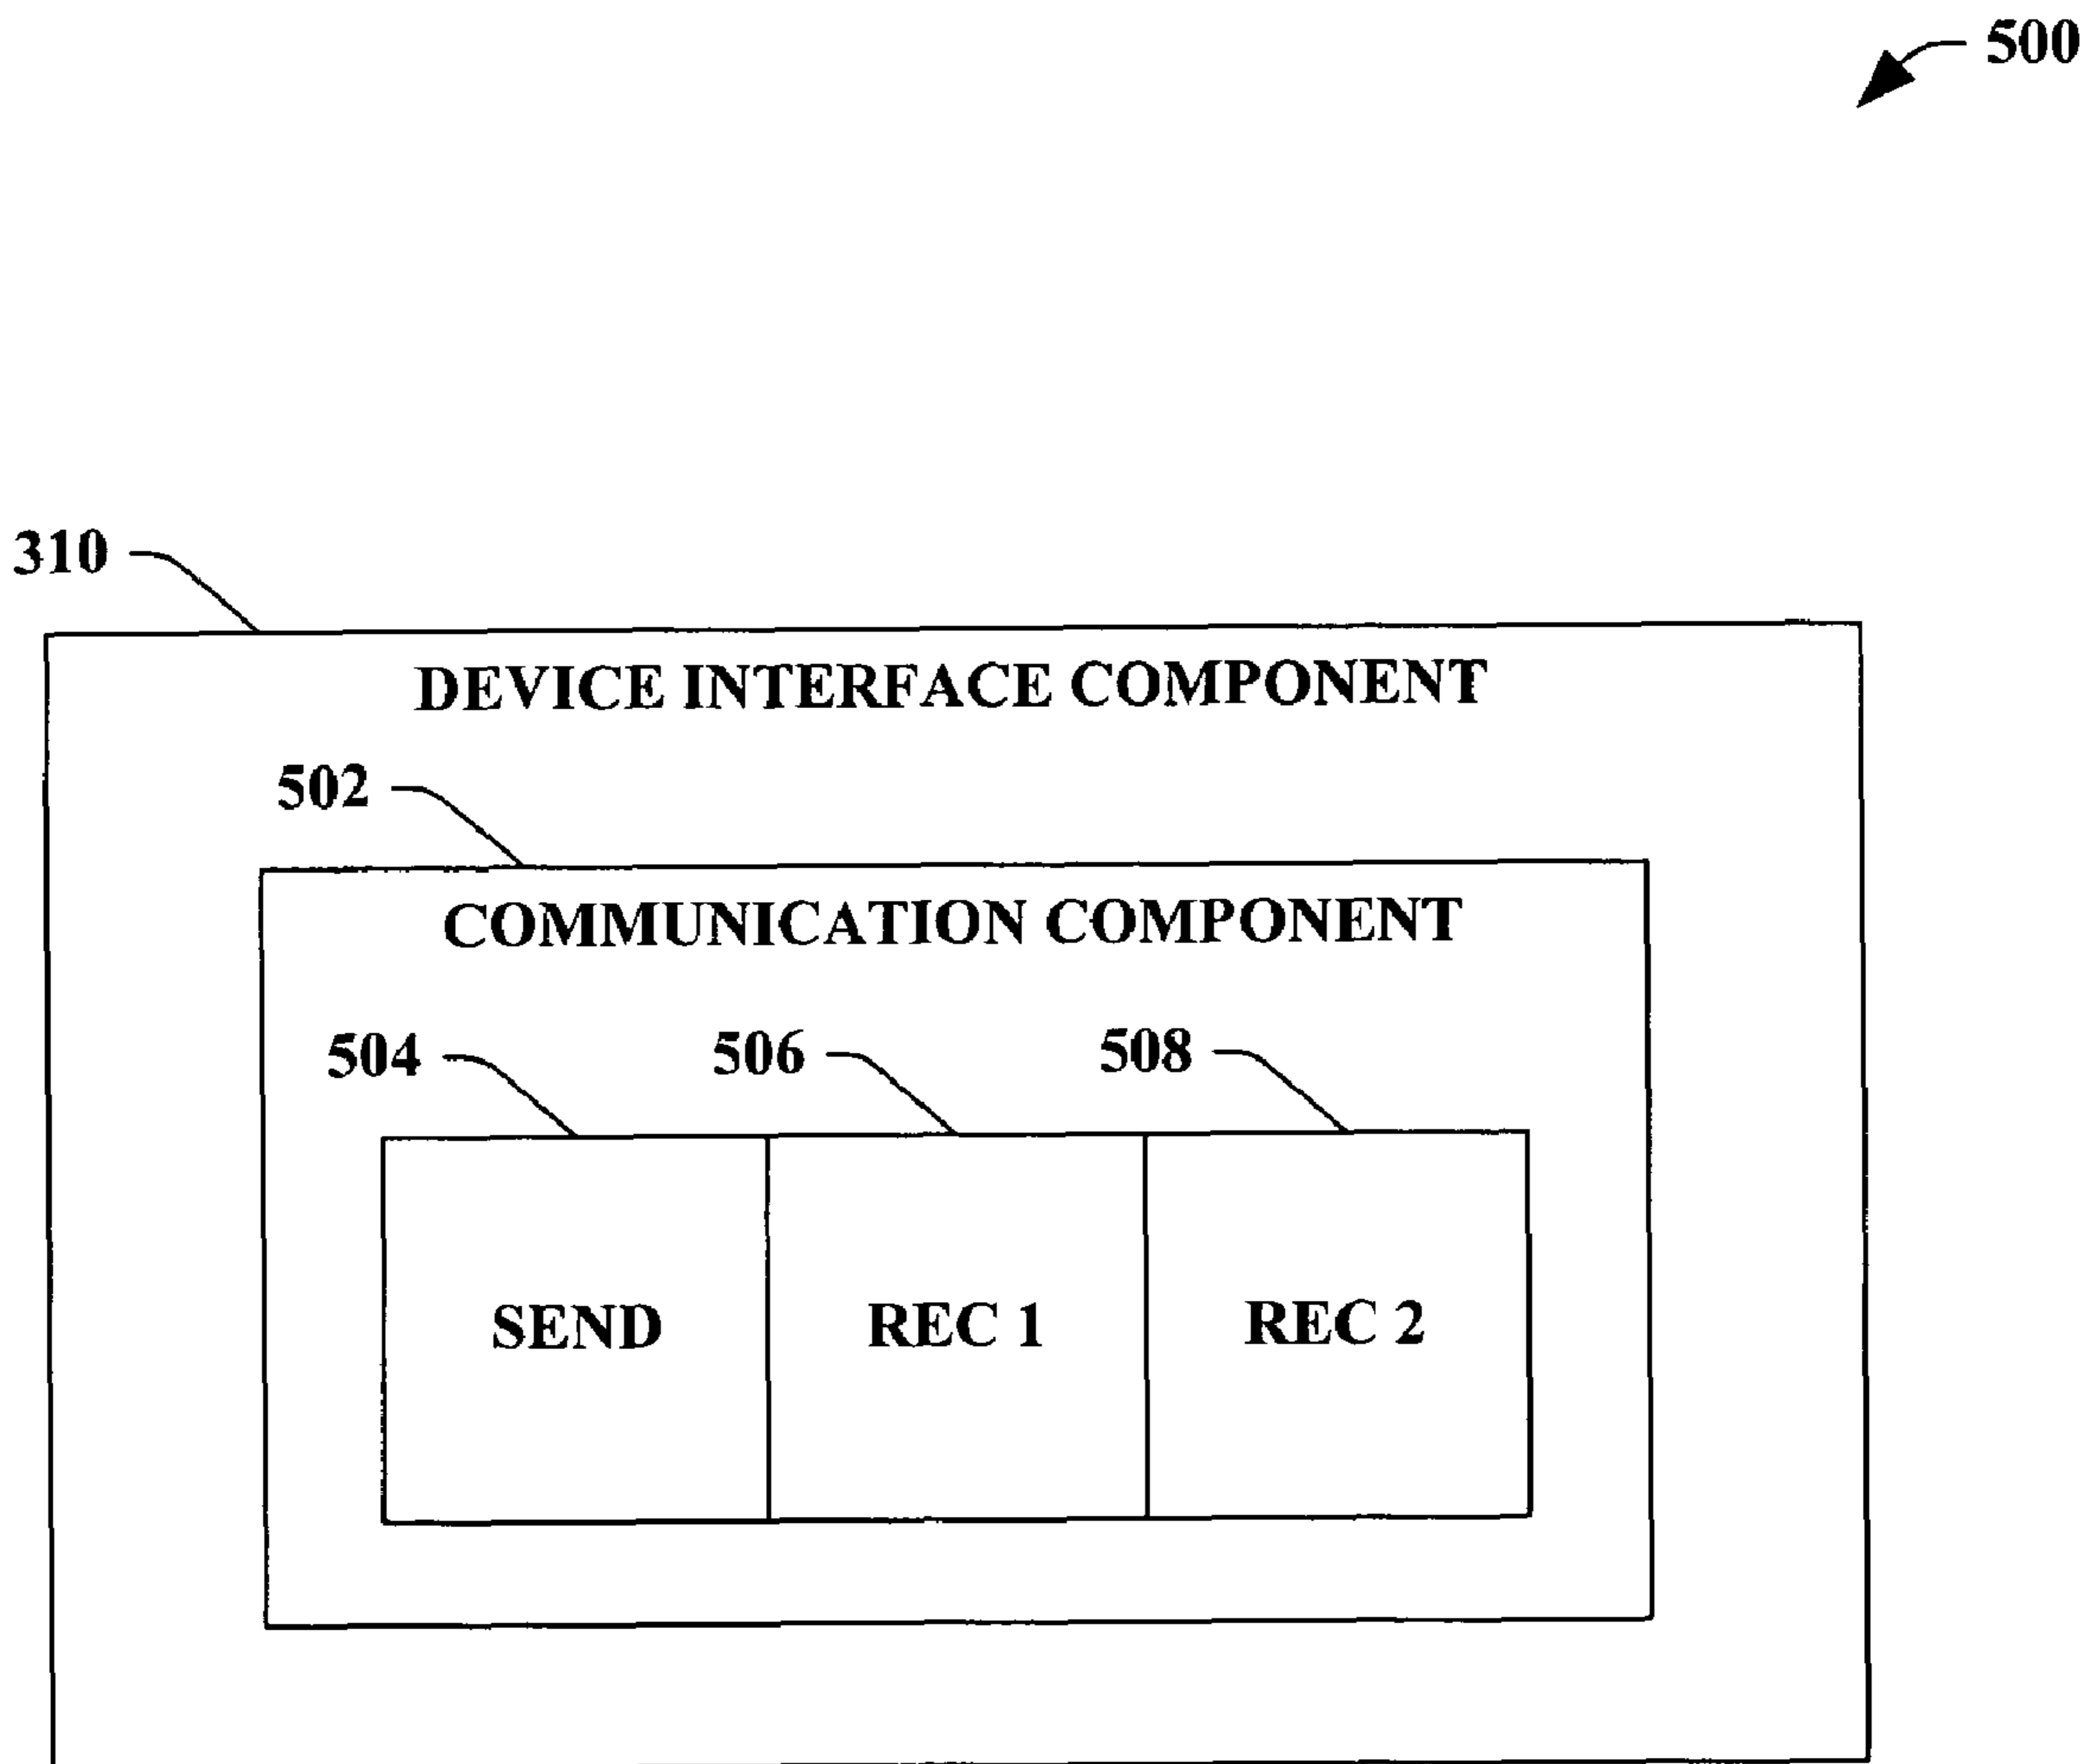 500
310
DEVICE INTERFACE COMPONENT
502
COMMUNICATION COMPONENT
504 506 508
SEND REC 1 REC 2